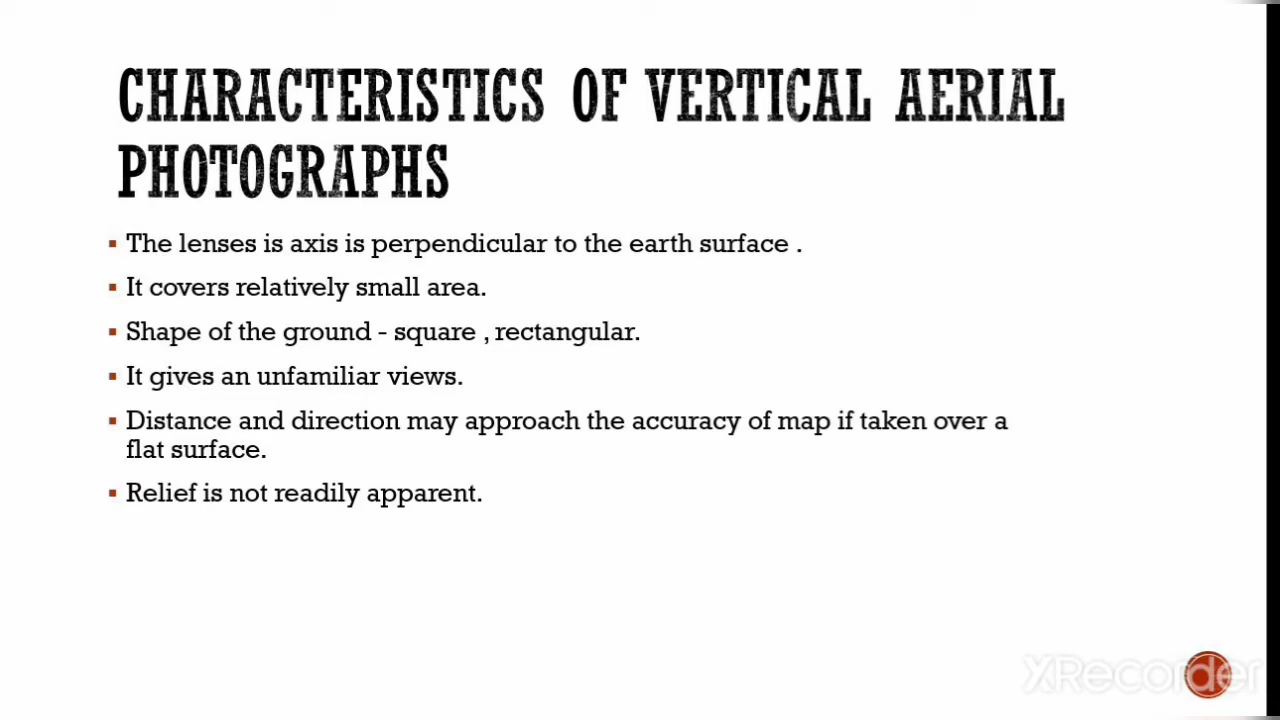 CHARACTERISTICS OF VERTICAL AERIAL
PHOTOGRAPHS
▪ The lenses is axis is perpendicular to the earth surface .
▪ It covers relatively small area.
▪ Shape of the ground - square , rectangular.
▪ It gives an unfamiliar views.
▪ Distance and direction may approach the accuracy of map if taken over a
flat surface.
▪ Relief is not readily apparent.
XRecorder